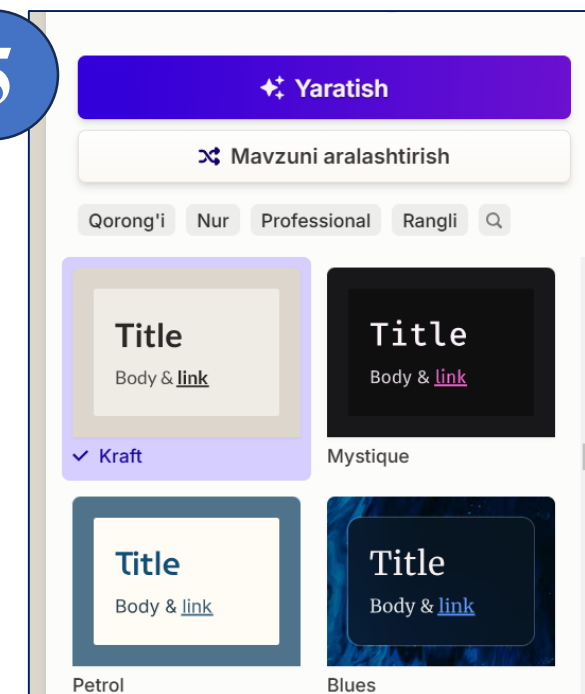 5
Yaratish
Mavzuni aralashtirish
Qorong'i Nur Professional Rangli
Title
Body & link
Kraft
Title
Body & link
Mystique
Title
Body & link
Petrol
Title
Body & link
Blues